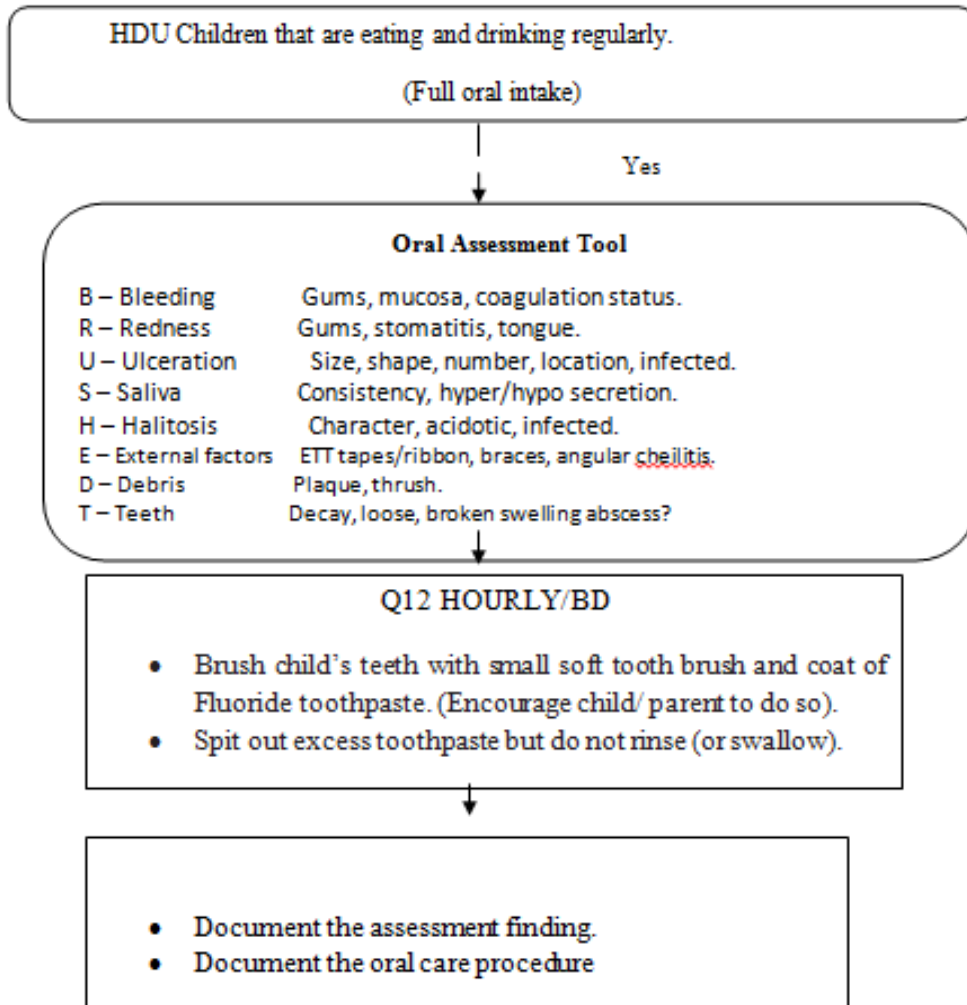 HDU Children that are eating and drinking regularly.
(Full oral intake)
Yes
Oral Assessment Tool
B – Bleeding Gums, mucosa, coagulation status.
R – Redness Gums, stomatitis, tongue.
U – Ulceration Size, shape, number, location, infected.
S – Saliva Consistency, hyper/hypo secretion.
H – Halitosis Character, acidotic, infected.
E – External factors ETT tapes/ribbon, braces, angular cheilitis.
D – Debris Plaque, thrush.
T – Teeth Decay, loose, broken swelling abscess?
Q12 HOURLY/BD
• Brush child’s teeth with small soft tooth brush and coat of
Fluoride toothpaste. (Encourage child/ parent to do so).
• Spit out excess toothpaste but do not rinse (or swallow).
• Document the assessment finding.
• Document the oral care procedure